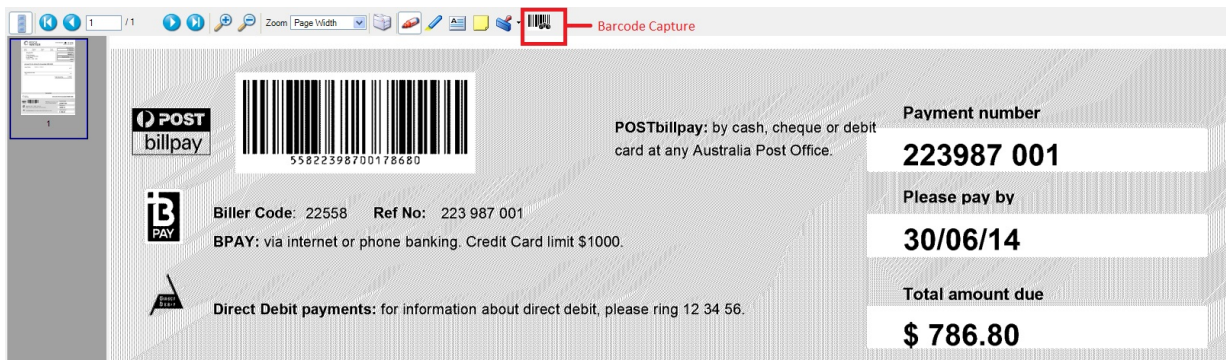 1 /1 Zoom Page Width Barcode Capture
1
POST
billpay
55822398700178680
POSTbillpay: by cash, cheque or debit
card at any Australia Post Office.
Payment number
223987 001
B
PAY
Biller Code: 22558 Ref No: 223 987 001
BPAY: via internet or phone banking. Credit Card limit $1000.
Please pay by
30/06/14
Direct
Debit
Direct Debit payments: for information about direct debit, please ring 12 34 56.
Total amount due
$ 786.80